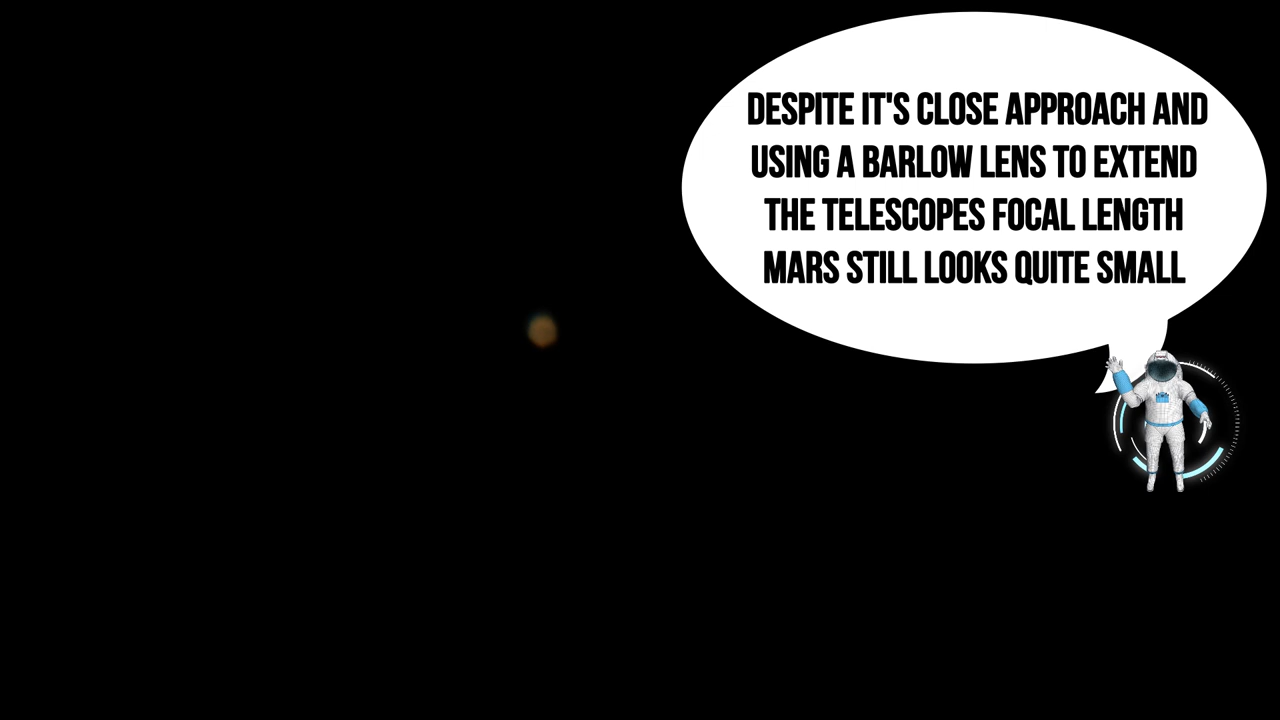 DESPITE IT'S CLOSE APPROACH AND
USING A BARLOW LENS TO EXTEND
THE TELESCOPES FOCAL LENGTH
MARS STILL LOOKS QUITE SMALL